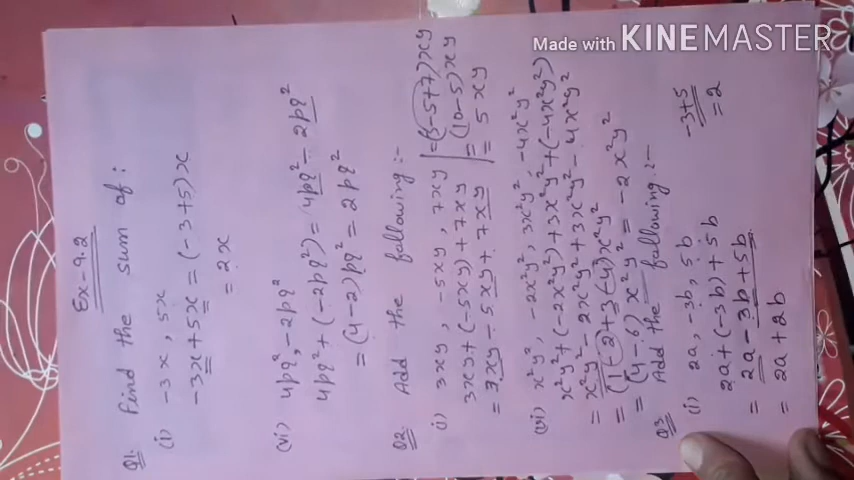 Made with KINEMASTER
Ex-9.2
Q1. Find the sum of:
(i) -3x, 5x
-3x+5x = (-3+5)x
= 2x
(vi) 4pq², -2pq²
4pq²+(-2pq²) = 4pq² - 2pq²
= (4-2)pq² = 2pq²
Q2. Add the following :-
(i) 3xy, -5xy, 7xy
3xy+(-5xy)+7xy
= 3xy - 5xy + 7xy
= (3-5+7)xy
= (10-5)xy
= 5xy
(vi) x²y², -2x²y², 3x²y², -4x²y²
x²y²+(-2x²y²)+3x²y²+(-4x²y²)
= x²y² - 2x²y² + 3x²y² - 4x²y²
= (1-2+3-4)x²y²
= (4-6)x²y² = -2x²y²
Q3. Add the following :-
(i) 2a, -3b, 5b
2a+(-3b)+5b
= 2a - 3b + 5b
= 2a + 2b
-3+5
= 2